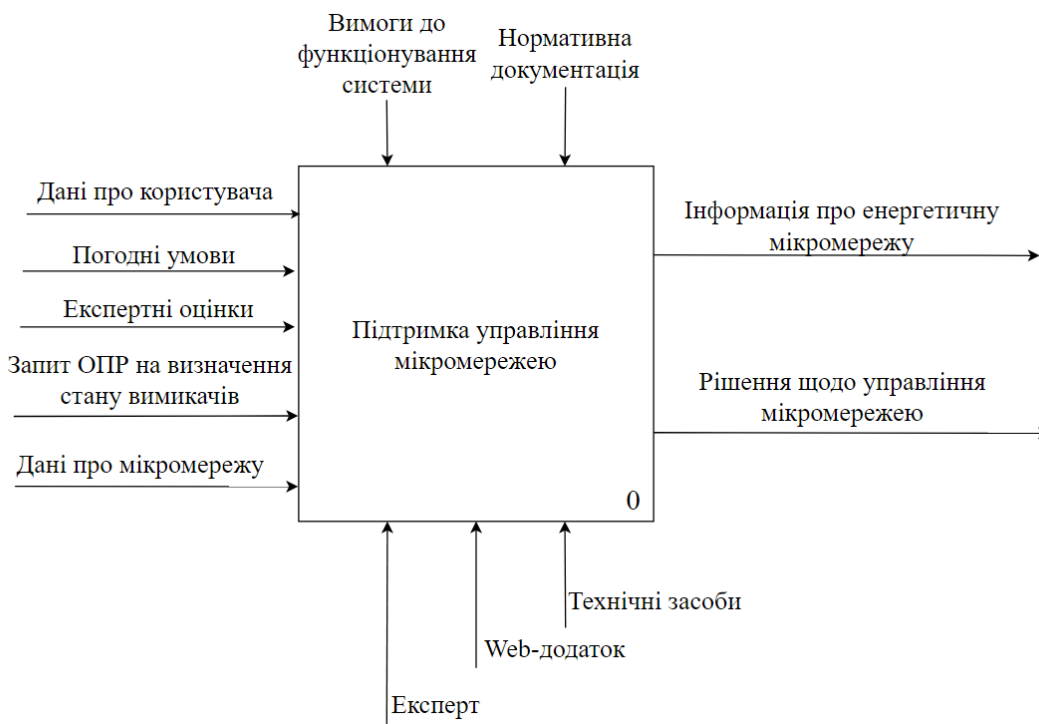 Вимоги до
функціонування
системи
Нормативна
документація
Дані про користувача
Погодні умови
Експертні оцінки
Запит ОПР на визначення
стану вимикачів
Дані про мікромережу
Підтримка управління
мікромережею
0
Інформація про енергетичну
мікромережу
Рішення щодо управління
мікромережею
Технічні засоби
Web-додаток
Експерт